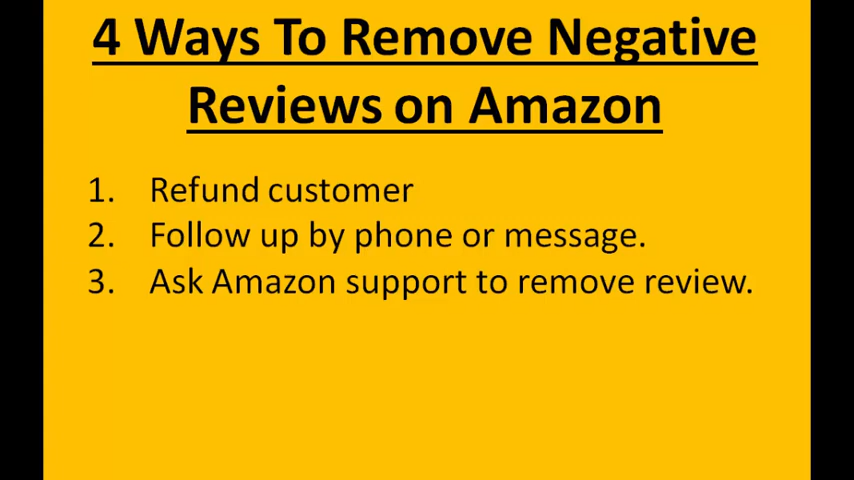 4 Ways To Remove Negative
Reviews on Amazon
1. Refund customer
2. Follow up by phone or message.
3. Ask Amazon support to remove review.